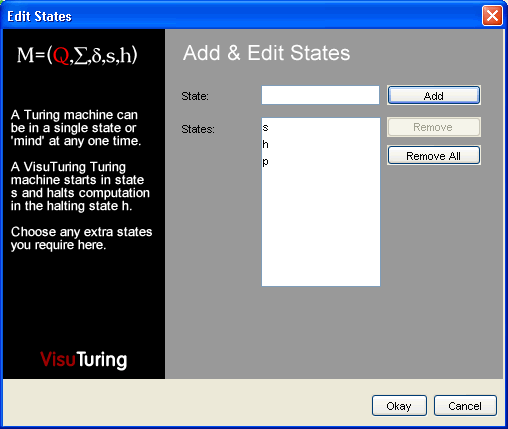 Edit States
M=(Q,∑,δ,s,h)
Add & Edit States
State:
Add
A Turing machine can
be in a single state or
'mind' at any one time.
A VisuTuring Turing
machine starts in state
s and halts computation
in the halting state h.
Choose any extra states
you require here.
States:
s
h
p
Remove
Remove All
VisuTuring
Okay
Cancel